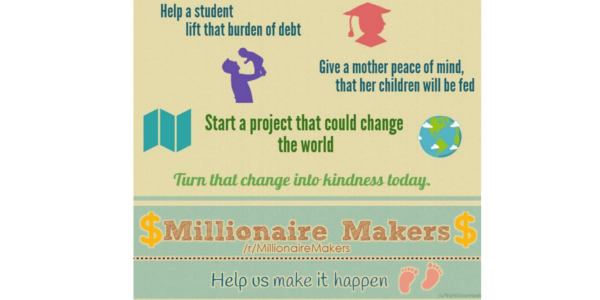 Help a student
lift that burden of debt
Give a mother peace of mind,
that her children will be fed
Start a project that could change
the world
Turn that change into kindness today.
$Millionaire Makers$
/r/MillionaireMakers
Help us make it happen